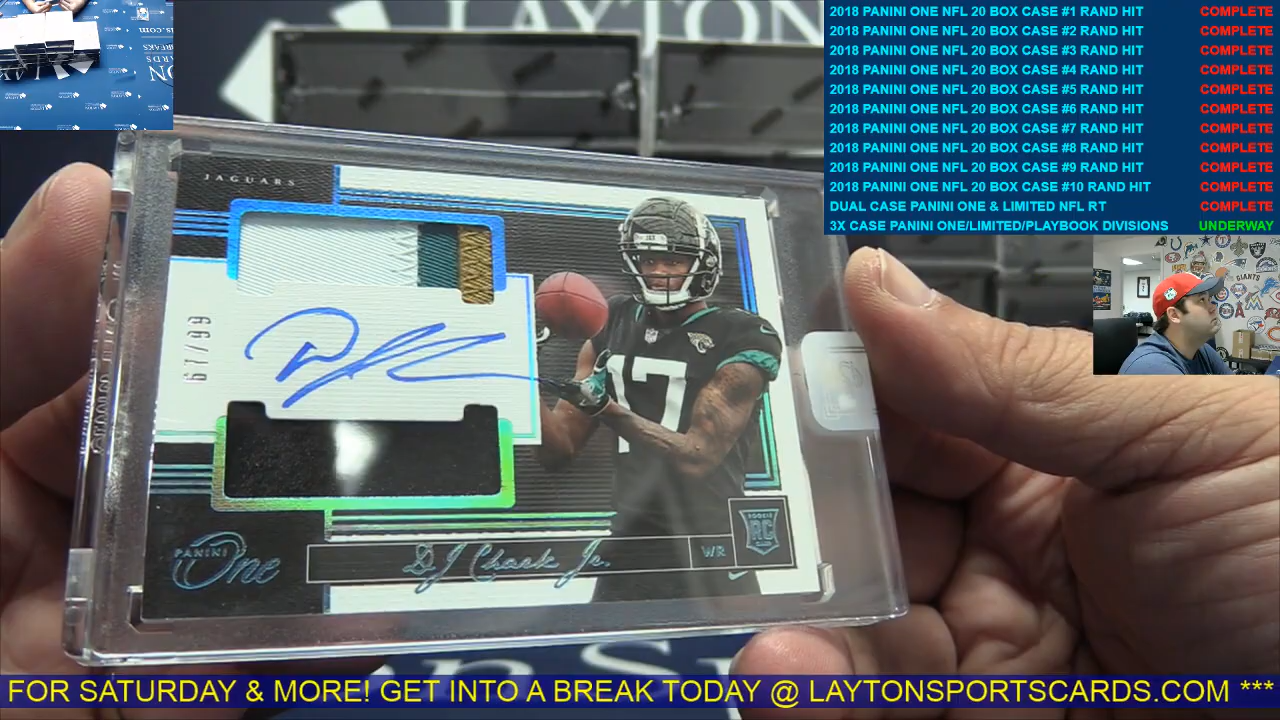 2018 PANINI ONE NFL 20 BOX CASE #1 RAND HIT COMPLETE
2018 PANINI ONE NFL 20 BOX CASE #2 RAND HIT COMPLETE
2018 PANINI ONE NFL 20 BOX CASE #3 RAND HIT COMPLETE
2018 PANINI ONE NFL 20 BOX CASE #4 RAND HIT COMPLETE
2018 PANINI ONE NFL 20 BOX CASE #5 RAND HIT COMPLETE
2018 PANINI ONE NFL 20 BOX CASE #6 RAND HIT COMPLETE
2018 PANINI ONE NFL 20 BOX CASE #7 RAND HIT COMPLETE
2018 PANINI ONE NFL 20 BOX CASE #8 RAND HIT COMPLETE
2018 PANINI ONE NFL 20 BOX CASE #9 RAND HIT COMPLETE
2018 PANINI ONE NFL 20 BOX CASE #10 RAND HIT COMPLETE
DUAL CASE PANINI ONE & LIMITED NFL RT COMPLETE
3X CASE PANINI ONE/LIMITED/PLAYBOOK DIVISIONS UNDERWAY
LAYTON
JAGUARS
67/99
17
PANINI One
DJ Chark Jr.
WR
ROOKIE
RC
GIANTS
FOR SATURDAY & MORE! GET INTO A BREAK TODAY @ LAYTONSPORTSCARDS.COM ***